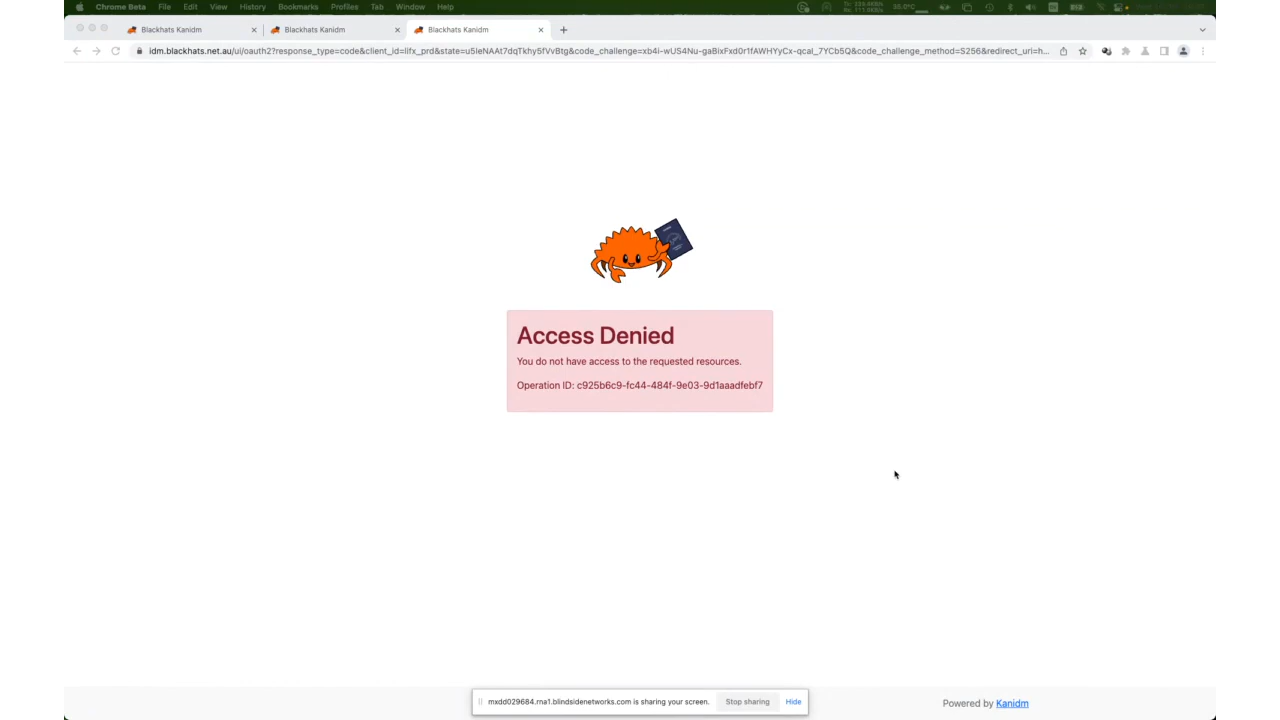 Chrome Beta File Edit View History Bookmarks Profiles Tab Window Help
Blackhats Kanidm Blackhats Kanidm Blackhats Kanidm
idm.blackhats.net.au/ui/oauth2?response_type=code&client_id=lifx_prd&state=u5IeNAAt7dqTkhy5fVvBtg&code_challenge=xb4i-wUS4Nu-gaBixFxd0r1fAWHYyCx-qcal_7YCb5Q&code_challenge_method=S256&redirect_uri=h...
Access Denied
You do not have access to the requested resources.
Operation ID: c925b6c9-fc44-484f-9e03-9d1aaadfebf7
mxdd029684.rna1.blindsidenetworks.com is sharing your screen. Stop sharing Hide
Powered by Kanidm